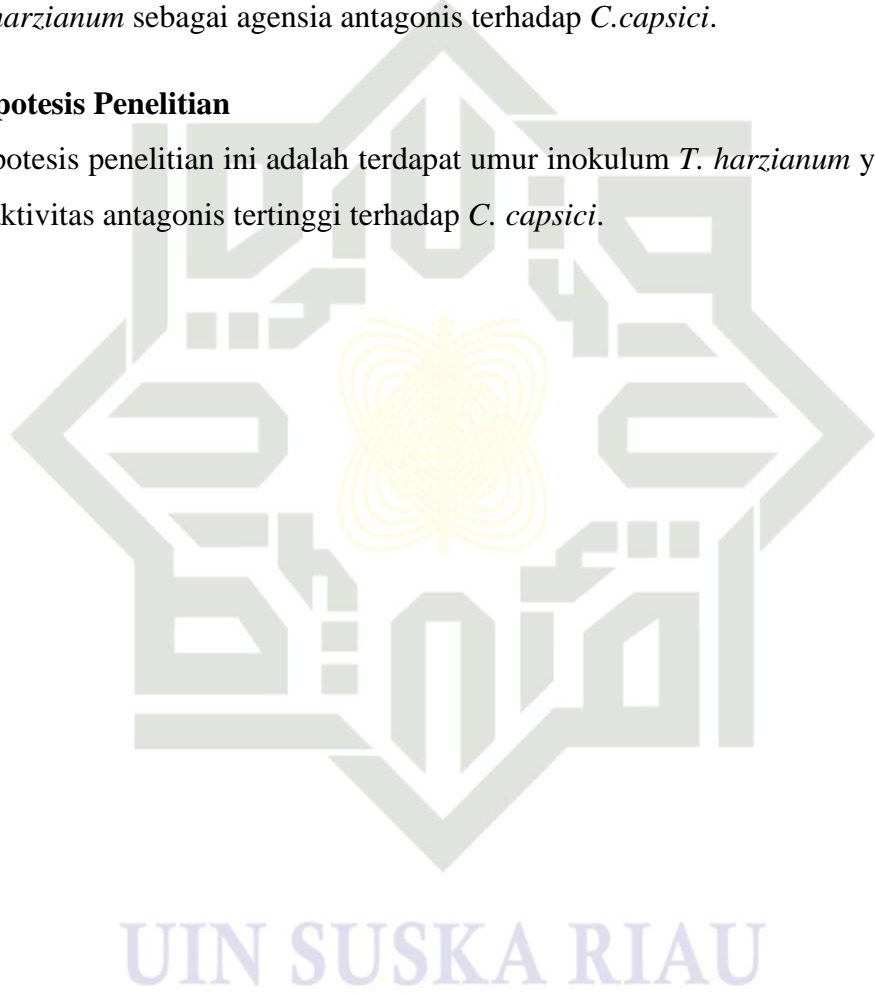 harzianum sebagai agensia antagonis terhadap C.capsici.
potesis Penelitian
potesis penelitian ini adalah terdapat umur inokulum T. harzianum y
aktivitas antagonis tertinggi terhadap C. capsici.
UIN SUSKA RIAU